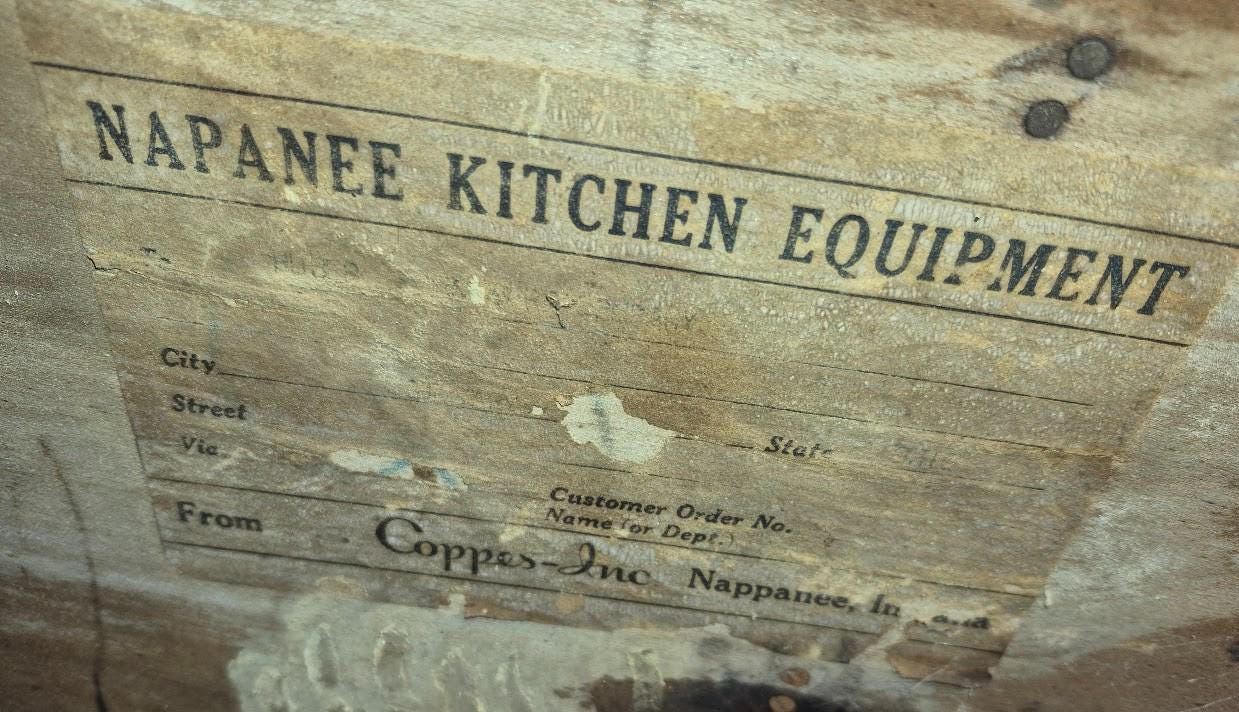 NAPANEE KITCHEN EQUIPMENT
City
State
Street
Via
Customer Order No.
Name (or Dept.)
From Coppes-Inc Nappanee,